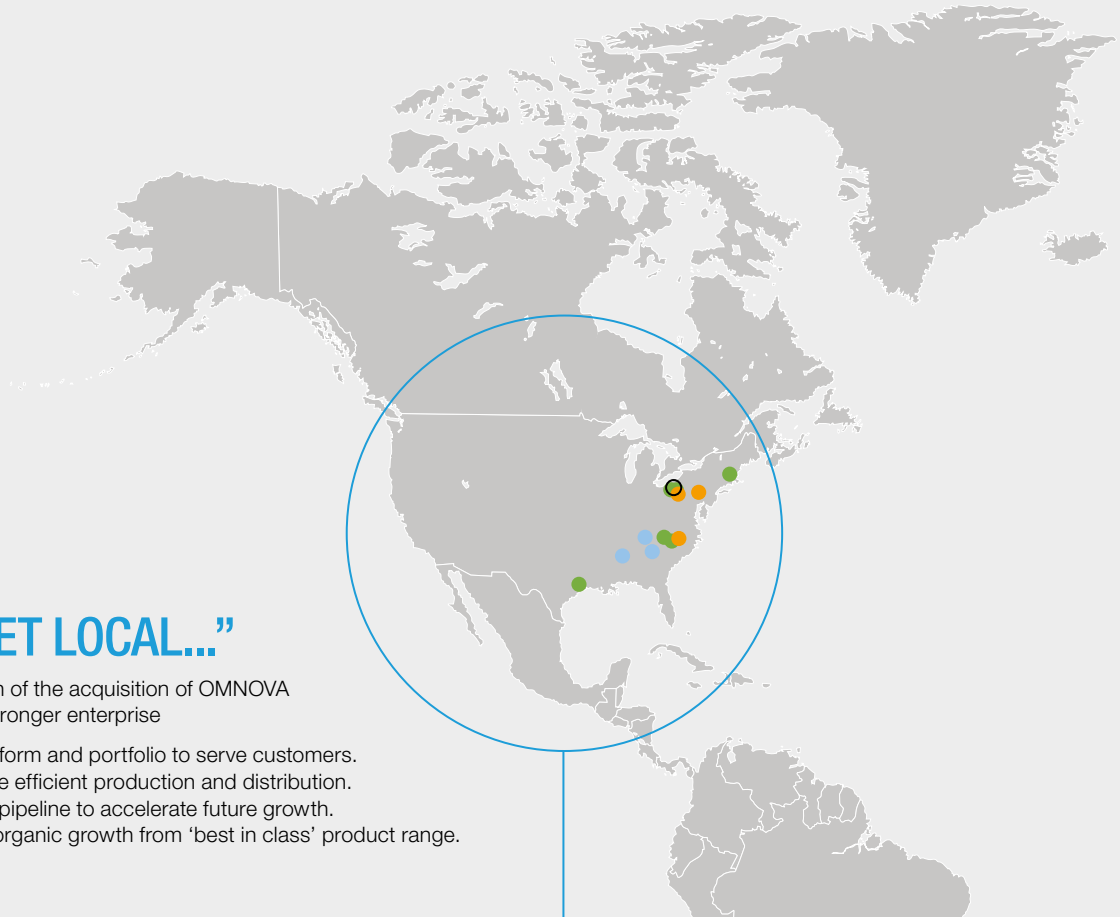 ET LOCAL...”
n of the acquisition of OMNOVA
ronger enterprise
form and portfolio to serve customers.
e efficient production and distribution.
pipeline to accelerate future growth.
organic growth from ‘best in class’ product range.